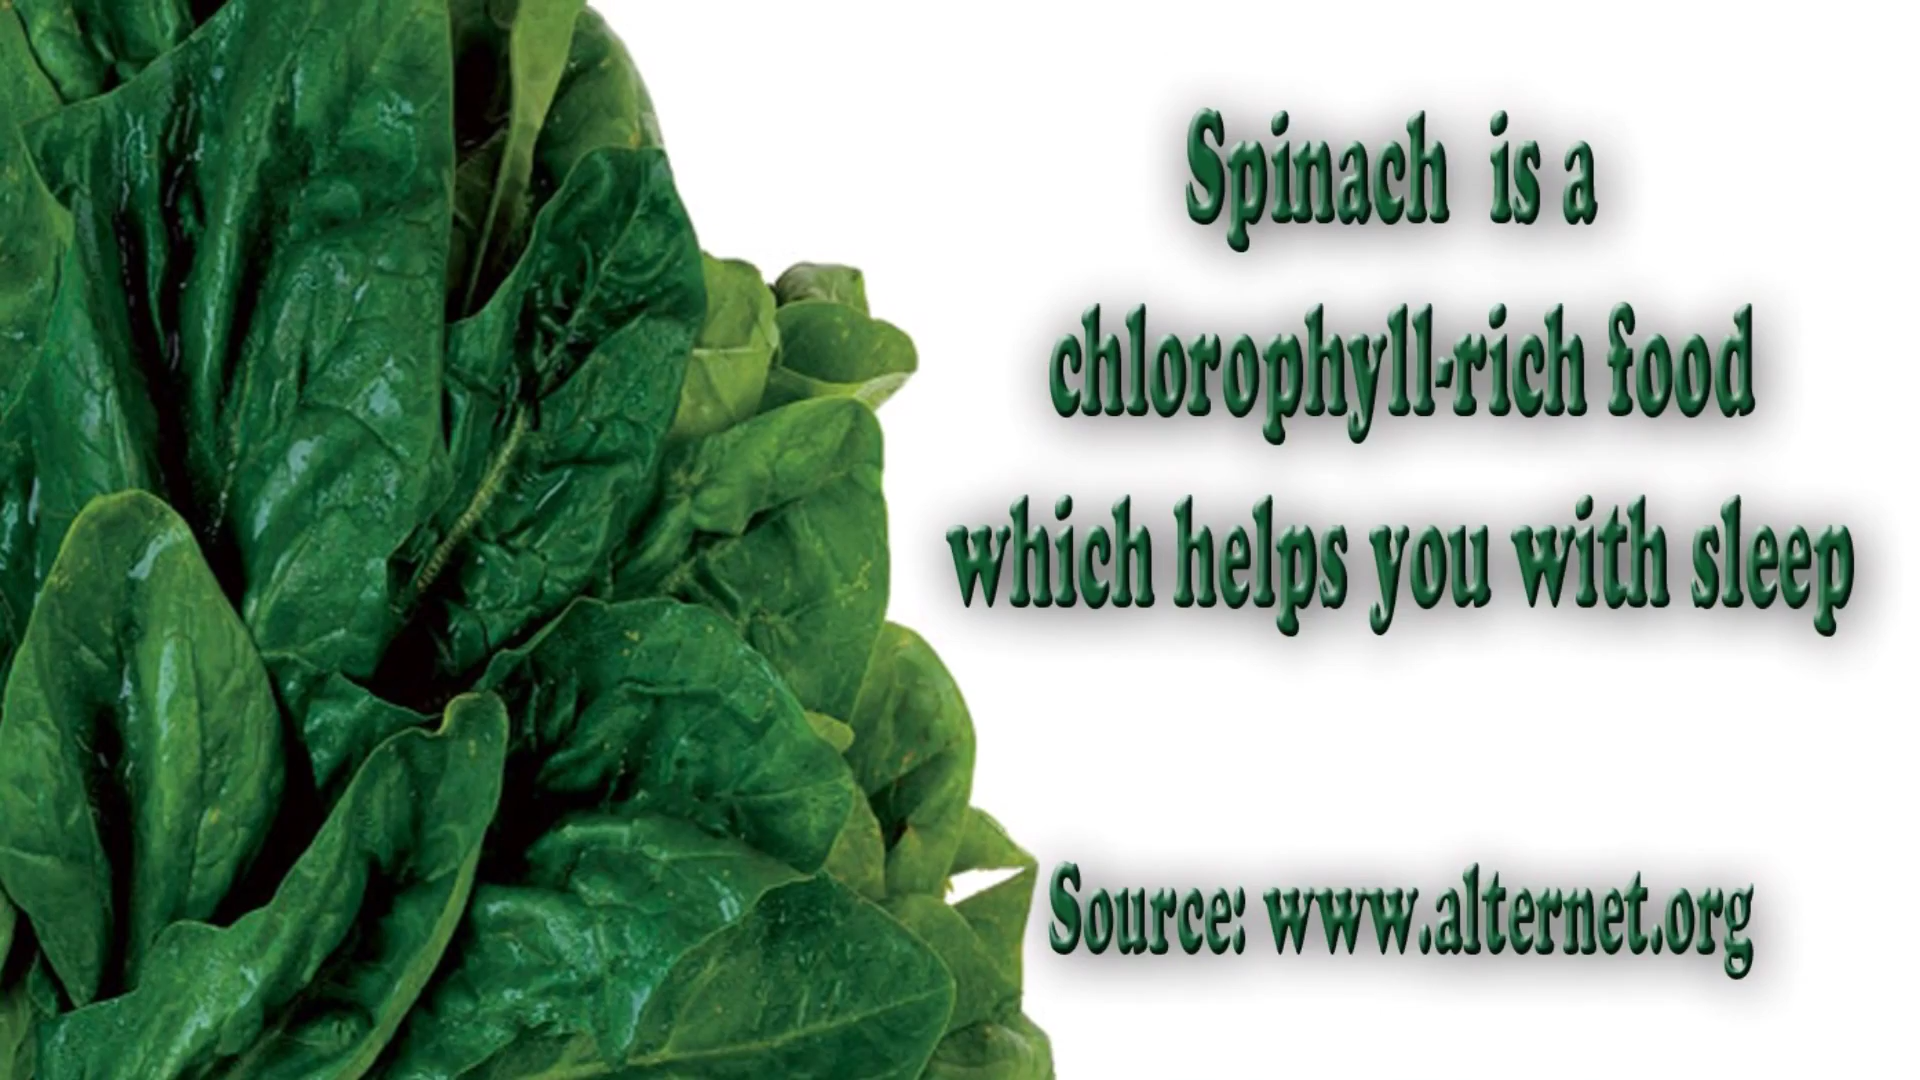 Spinach is a
chlorophyll-rich food
which helps you with sleep
Source: www.alternet.org